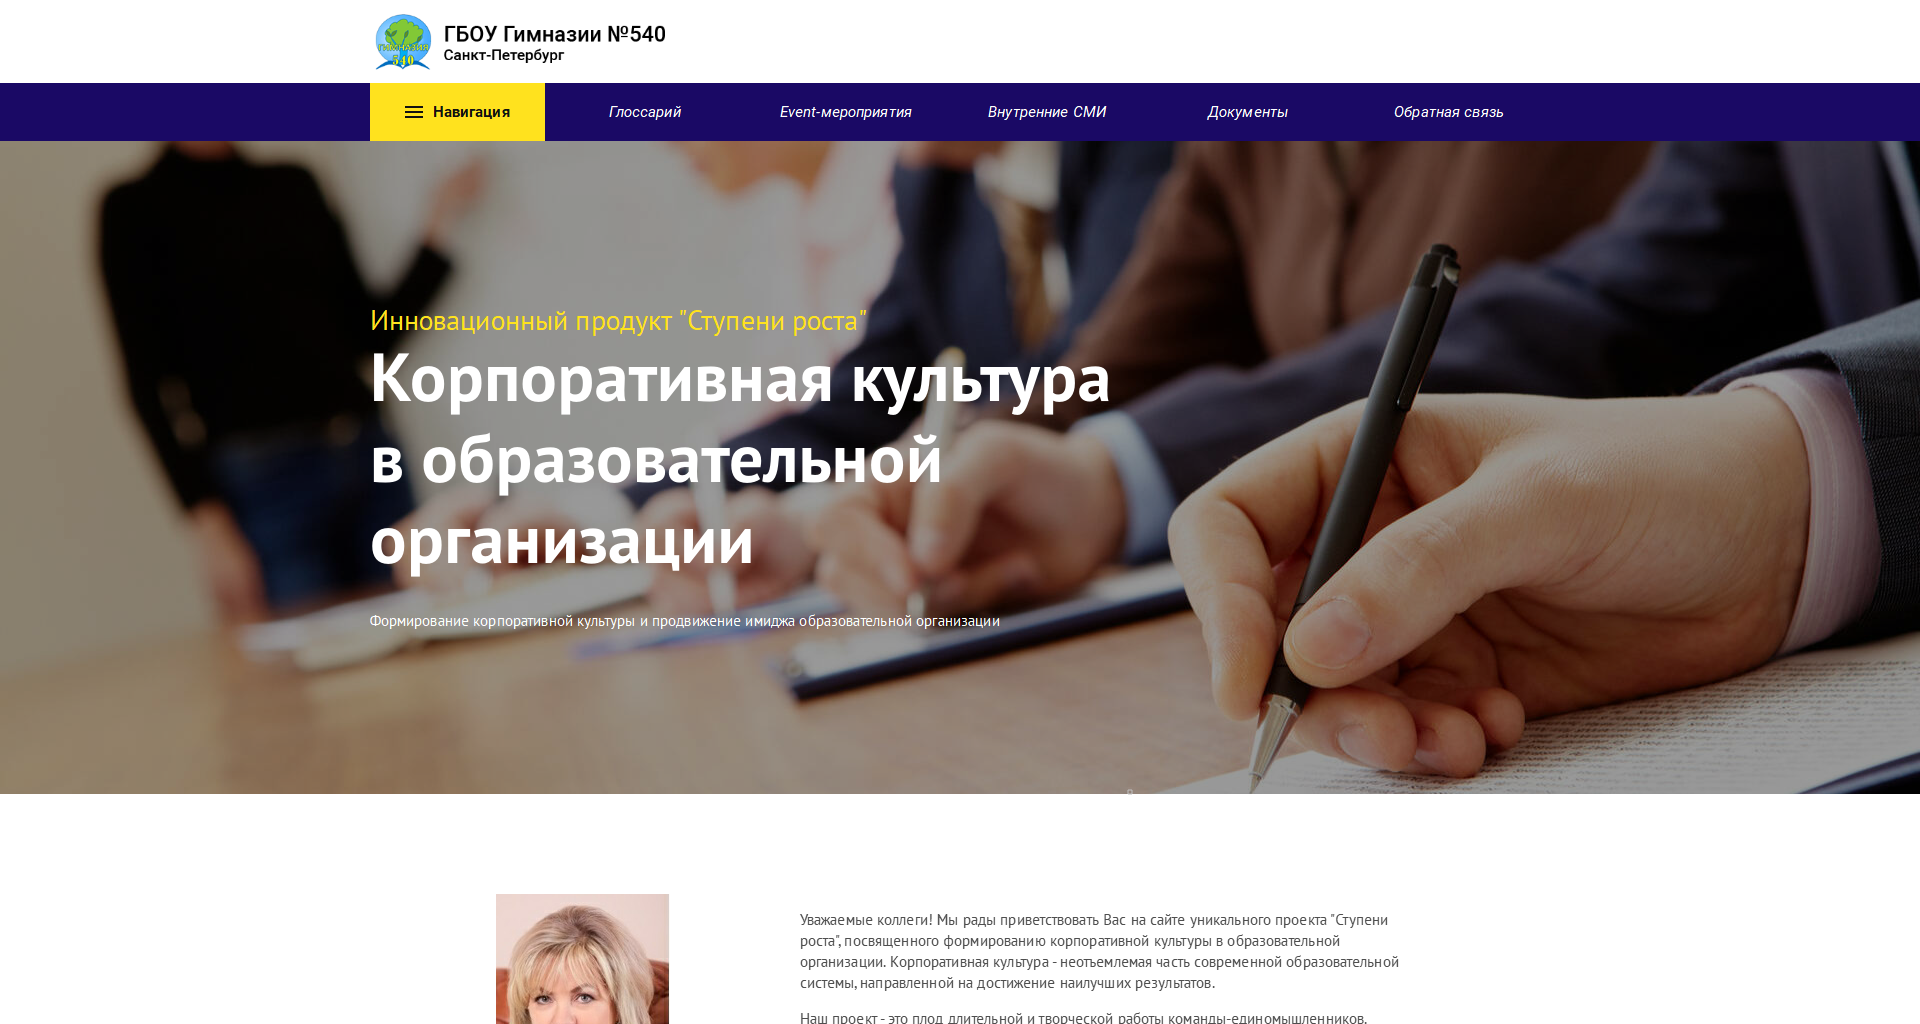 ГИМНАЗИЯ
540
ГБОУ Гимназии №540
Санкт-Петербург
Навигация
Глоссарий
Event-мероприятия
Внутренние СМИ
Документы
Обратная связь
Инновационный продукт "Ступени роста"
Корпоративная культура
в образовательной
организации
Формирование корпоративной культуры и продвижение имиджа образовательной организации
Уважаемые коллеги! Мы рады приветствовать Вас на сайте уникального проекта "Ступени
роста", посвященного формированию корпоративной культуры в образовательной
организации. Корпоративная культура - неотъемлемая часть современной образовательной
системы, направленной на достижение наилучших результатов.
Наш проект - это плод длительной и творческой работы команды-единомышленников.